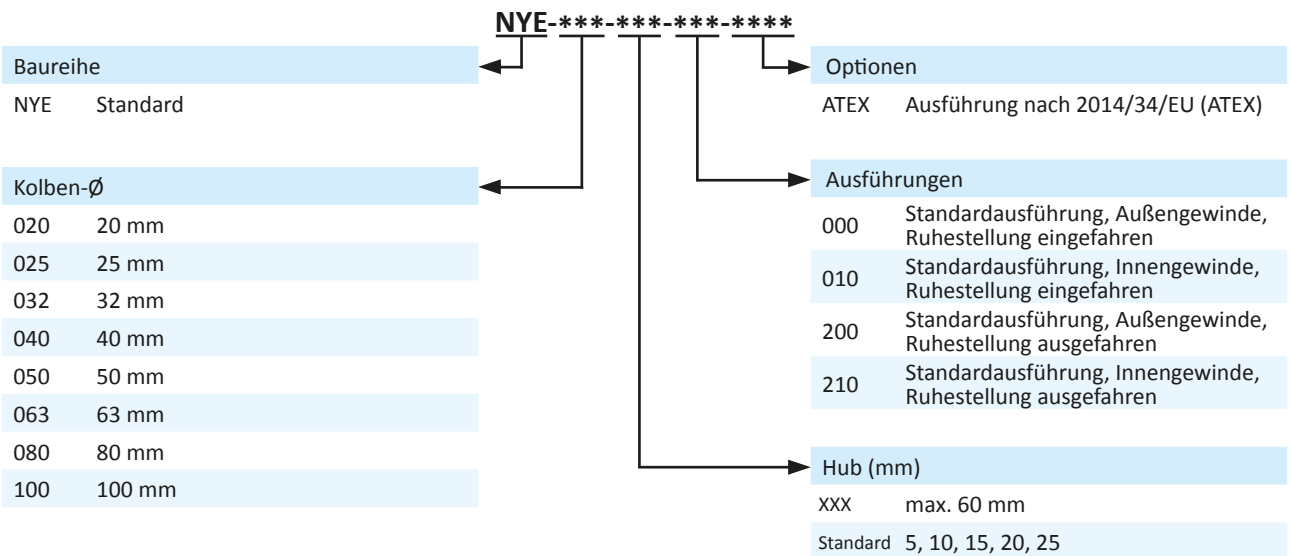 NYE-***-***-***-****
Baureihe
NYE Standard
Kolben-Ø
020 20 mm
025 25 mm
032 32 mm
040 40 mm
050 50 mm
063 63 mm
080 80 mm
100 100 mm
Optionen
ATEX Ausführung nach 2014/34/EU (ATEX)
Ausführungen
000 Standardausführung, Außengewinde,
Ruhestellung eingefahren
010 Standardausführung, Innengewinde,
Ruhestellung eingefahren
200 Standardausführung, Außengewinde,
Ruhestellung ausgefahren
210 Standardausführung, Innengewinde,
Ruhestellung ausgefahren
Hub (mm)
XXX max. 60 mm
Standard 5, 10, 15, 20, 25